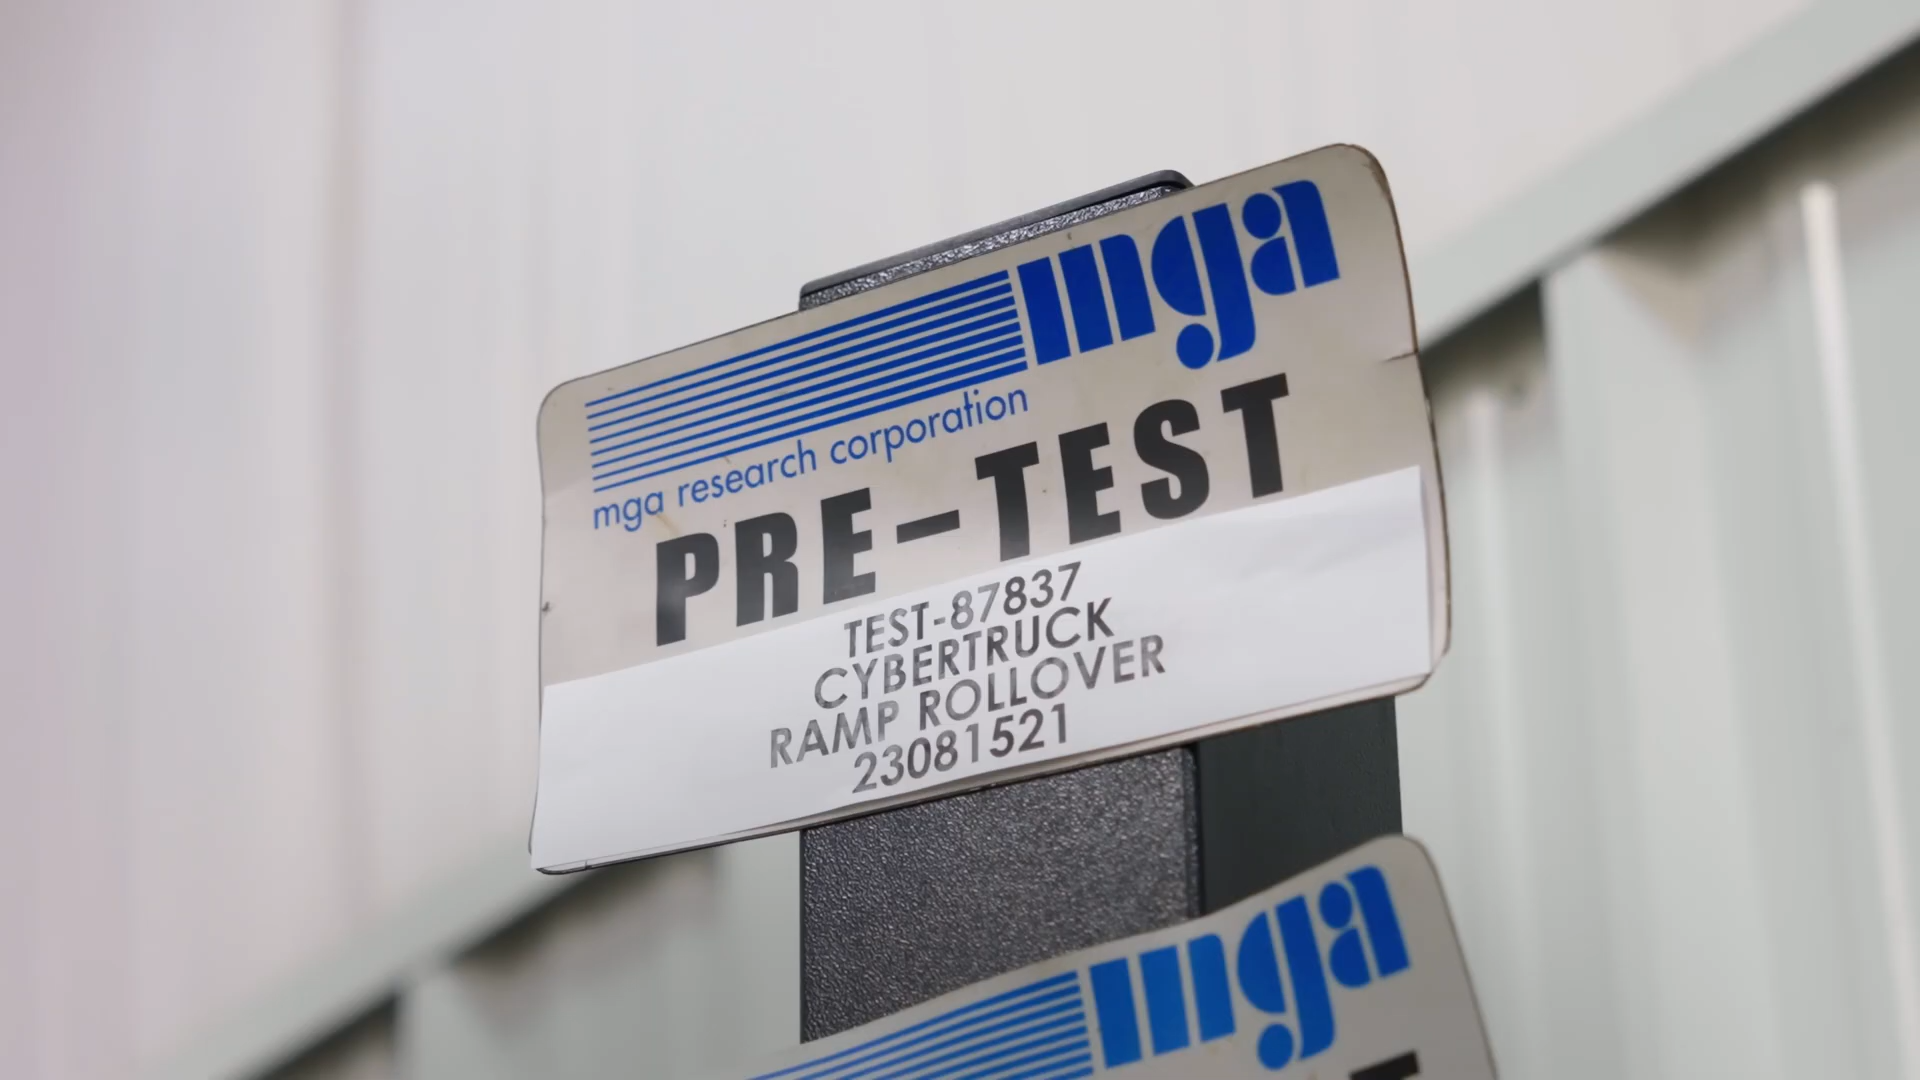 mga
mga research corporation
PRE-TEST
TEST-87837
CYBERTRUCK
RAMP ROLLOVER
23081521
mga